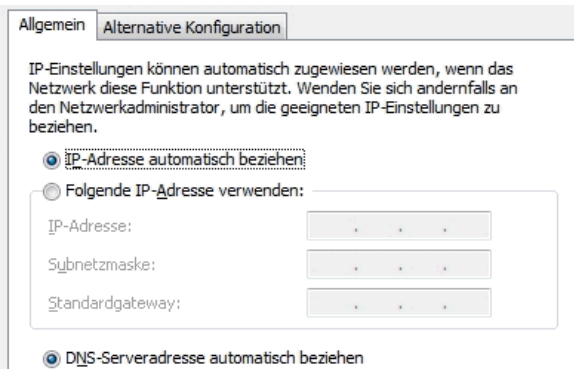 Allgemein Alternative Konfiguration
IP-Einstellungen können automatisch zugewiesen werden, wenn das
Netzwerk diese Funktion unterstützt. Wenden Sie sich andernfalls an
den Netzwerkadministrator, um die geeigneten IP-Einstellungen zu
beziehen.
IP-Adresse automatisch beziehen
Folgende IP-Adresse verwenden:
IP-Adresse: . . .
Subnetzmaske: . . .
Standardgateway: . . .
DNS-Serveradresse automatisch beziehen